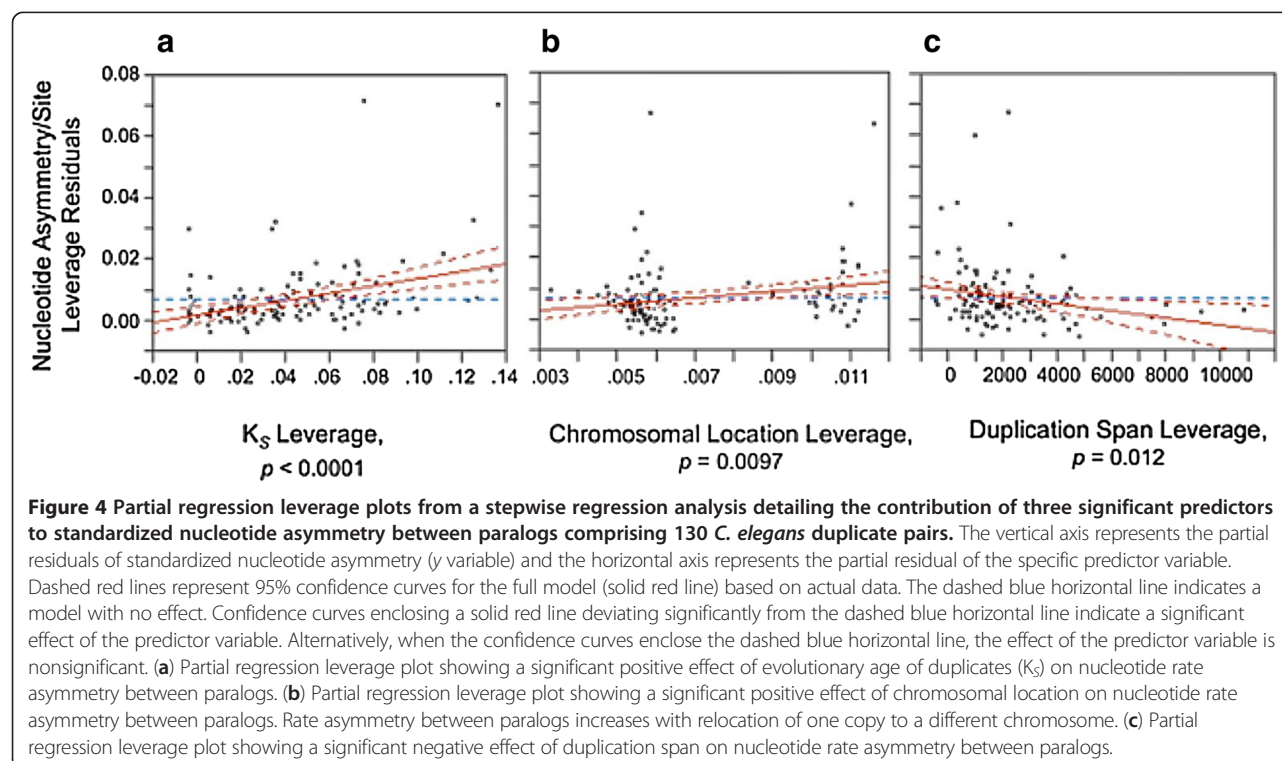 a
b
c
Nucleotide Asymmetry/Site
Leverage Residuals
0.08
0.06
0.04
0.02
0.00
-0.02 0 .02 .04 .06 .08 .10 .12 .14
.003 .005 .007 .009 .011
0 2000 4000 6000 8000 10000
KS Leverage,
p < 0.0001
Chromosomal Location Leverage,
p = 0.0097
Duplication Span Leverage,
p = 0.012
Figure 4 Partial regression leverage plots from a stepwise regression analysis detailing the contribution of three significant predictors
to standardized nucleotide asymmetry between paralogs comprising 130 C. elegans duplicate pairs. The vertical axis represents the partial
residuals of standardized nucleotide asymmetry (y variable) and the horizontal axis represents the partial residual of the specific predictor variable.
Dashed red lines represent 95% confidence curves for the full model (solid red line) based on actual data. The dashed blue horizontal line indicates a
model with no effect. Confidence curves enclosing a solid red line deviating significantly from the dashed blue horizontal line indicate a significant
effect of the predictor variable. Alternatively, when the confidence curves enclose the dashed blue horizontal line, the effect of the predictor variable is
nonsignificant. (a) Partial regression leverage plot showing a significant positive effect of evolutionary age of duplicates (KS) on nucleotide rate
asymmetry between paralogs. (b) Partial regression leverage plot showing a significant positive effect of chromosomal location on nucleotide rate
asymmetry between paralogs. Rate asymmetry between paralogs increases with relocation of one copy to a different chromosome. (c) Partial
regression leverage plot showing a significant negative effect of duplication span on nucleotide rate asymmetry between paralogs.